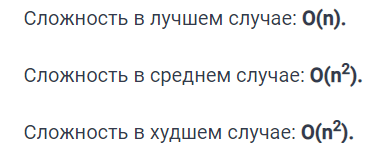 Сложность в лучшем случае: O(n).
Сложность в среднем случае: O(n²).
Сложность в худшем случае: O(n²).